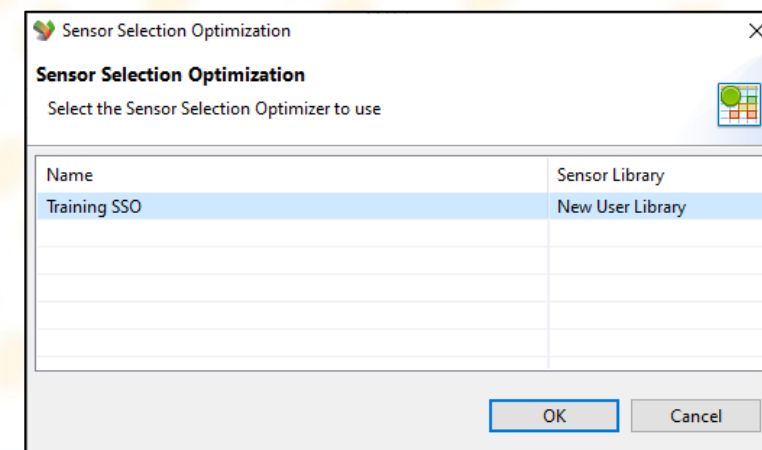 Sensor Selection Optimization
Sensor Selection Optimization
Select the Sensor Selection Optimizer to use
Name Sensor Library
Training SSO New User Library
OK Cancel